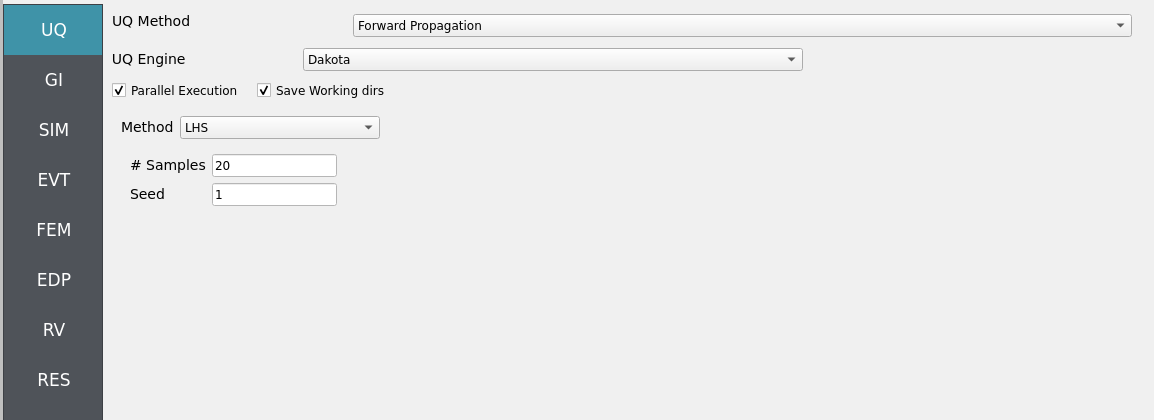 UQ
GI
SIM
EVT
FEM
EDP
RV
RES
UQ Method Forward Propagation
UQ Engine Dakota
Parallel Execution Save Working dirs
Method LHS
# Samples 20
Seed 1